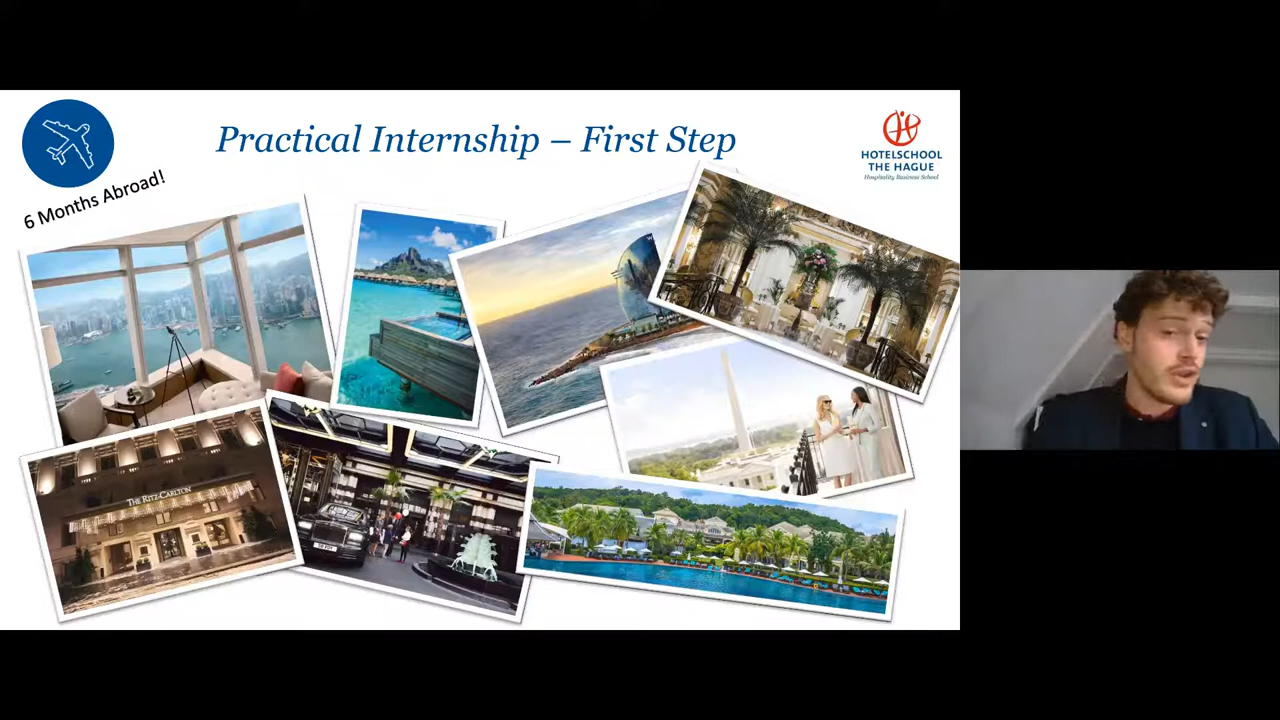 Practical Internship – First Step
HOTELSCHOOL
THE HAGUE
Hospitality Business School
6 Months Abroad!
W
THE RITZ-CARLTON